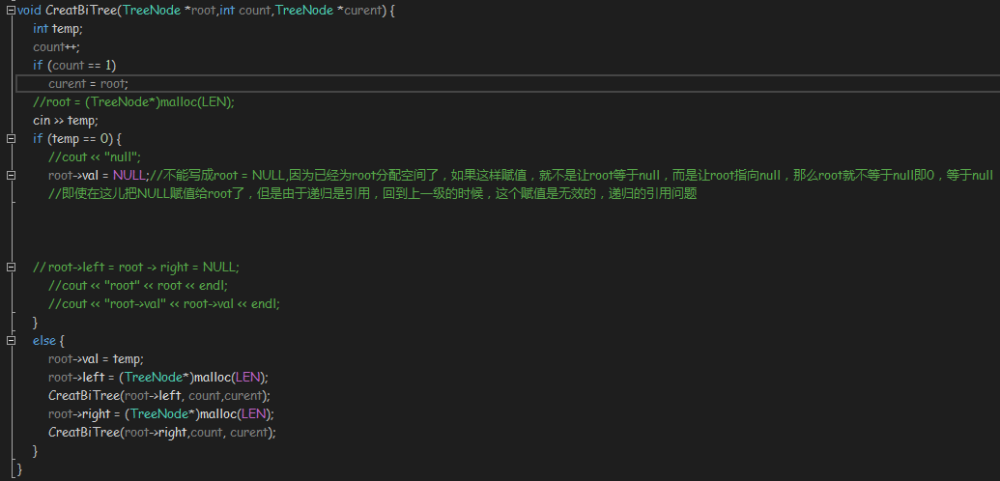 void CreatBiTree(TreeNode *root,int count,TreeNode *curent) {
int temp;
count++;
if (count == 1)
curent = root;
//root = (TreeNode*)malloc(LEN);
cin >> temp;
if (temp == 0) {
//cout << "null";
root->val = NULL;//不能写成root = NULL,因为已经为root分配空间了，如果这样赋值，就不是让root等于null，而是让root指向null，那么root就不等于null即0，等于null
//即使在这儿把NULL赋值给root了，但是由于递归是引用，回到上一级的时候，这个赋值是无效的，递归的引用问题
//root->left = root -> right = NULL;
//cout << "root" << root << endl;
//cout << "root->val" << root->val << endl;
}
else {
root->val = temp;
root->left = (TreeNode*)malloc(LEN);
CreatBiTree(root->left, count,curent);
root->right = (TreeNode*)malloc(LEN);
CreatBiTree(root->right,count, curent);
}
}